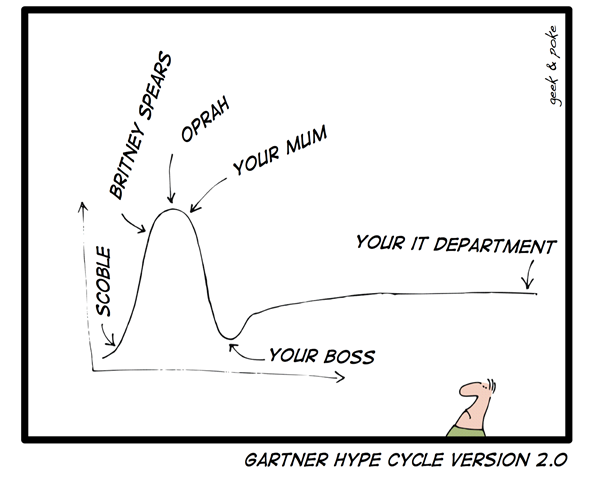 geek & poke
BRITNEY SPEARS
OPRAH
YOUR MUM
SCOBLE
YOUR IT DEPARTMENT
YOUR BOSS
GARTNER HYPE CYCLE VERSION 2.0